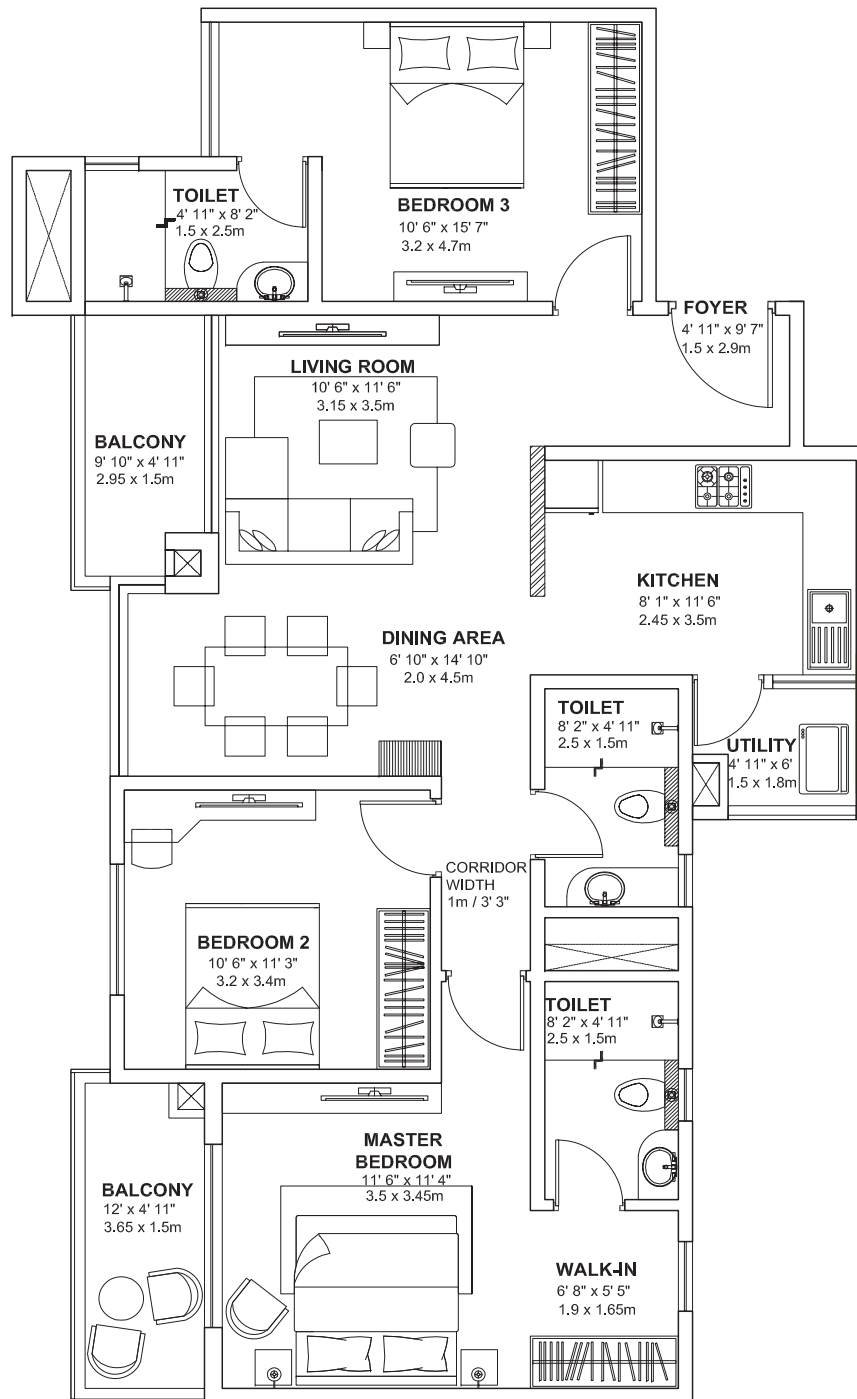 TOILET
4' 11" x 8' 2"
1.5 x 2.5m
BEDROOM 3
10' 6" x 15' 7"
3.2 x 4.7m
FOYER
4' 11" x 9' 7"
1.5 x 2.9m
LIVING ROOM
10' 6" x 11' 6"
3.15 x 3.5m
BALCONY
9' 10" x 4' 11"
2.95 x 1.5m
KITCHEN
8' 1" x 11' 6"
2.45 x 3.5m
DINING AREA
6' 10" x 14' 10"
2.0 x 4.5m
TOILET
8' 2" x 4' 11"
2.5 x 1.5m
UTILITY
4' 11" x 6'
1.5 x 1.8m
CORRIDOR
WIDTH
1m / 3' 3"
BEDROOM 2
10' 6" x 11' 3"
3.2 x 3.4m
TOILET
8' 2" x 4' 11"
2.5 x 1.5m
MASTER
BEDROOM
11' 6" x 11' 4"
3.5 x 3.45m
BALCONY
12' x 4' 11"
3.65 x 1.5m
WALK-IN
6' 8" x 5' 5"
1.9 x 1.65m